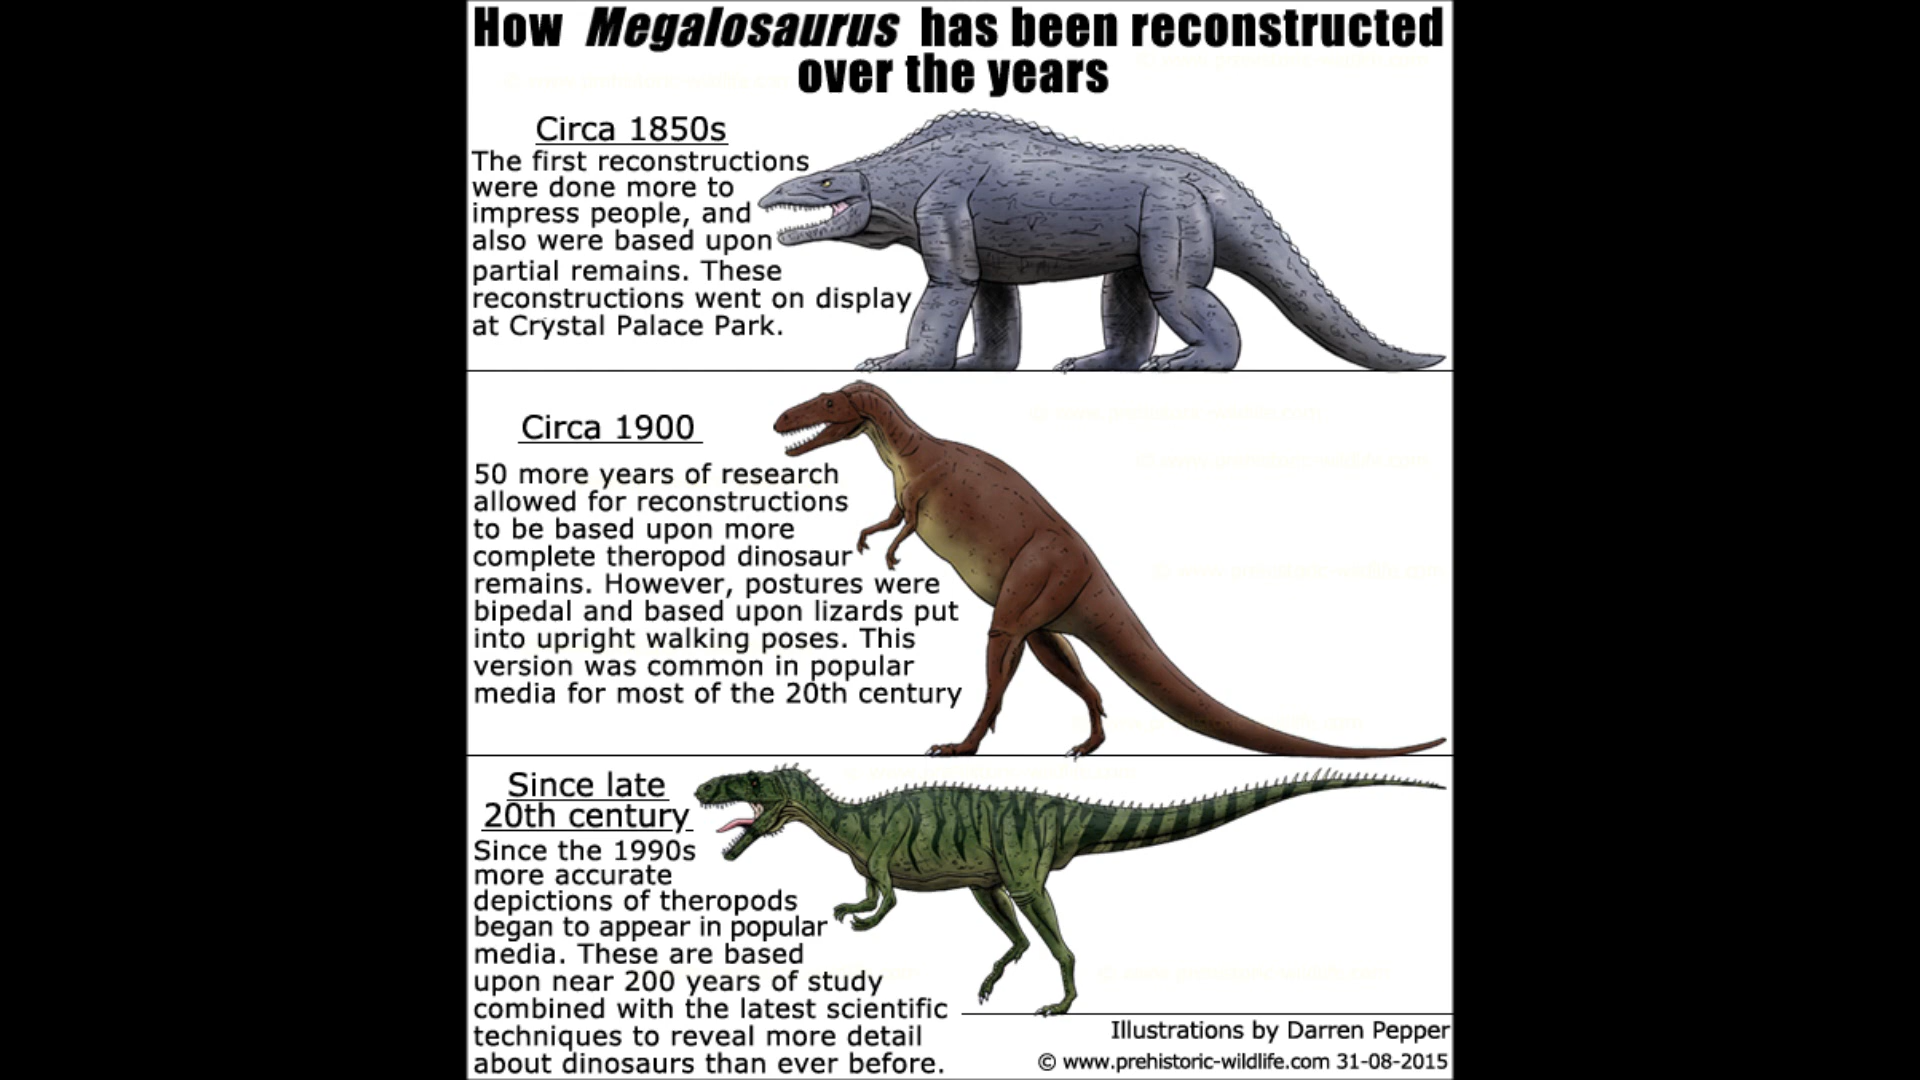 How Megalosaurus has been reconstructed
over the years
Circa 1850s
The first reconstructions
were done more to
impress people, and
also were based upon
partial remains. These
reconstructions went on display
at Crystal Palace Park.
Circa 1900
50 more years of research
allowed for reconstructions
to be based upon more
complete theropod dinosaur
remains. However, postures were
bipedal and based upon lizards put
into upright walking poses. This
version was common in popular
media for most of the 20th century
Since late
20th century
Since the 1990s
more accurate
depictions of theropods
began to appear in popular
media. These are based
upon near 200 years of study
combined with the latest scientific
techniques to reveal more detail
about dinosaurs than ever before.
Illustrations by Darren Pepper
© www.prehistoric-wildlife.com 31-08-2015